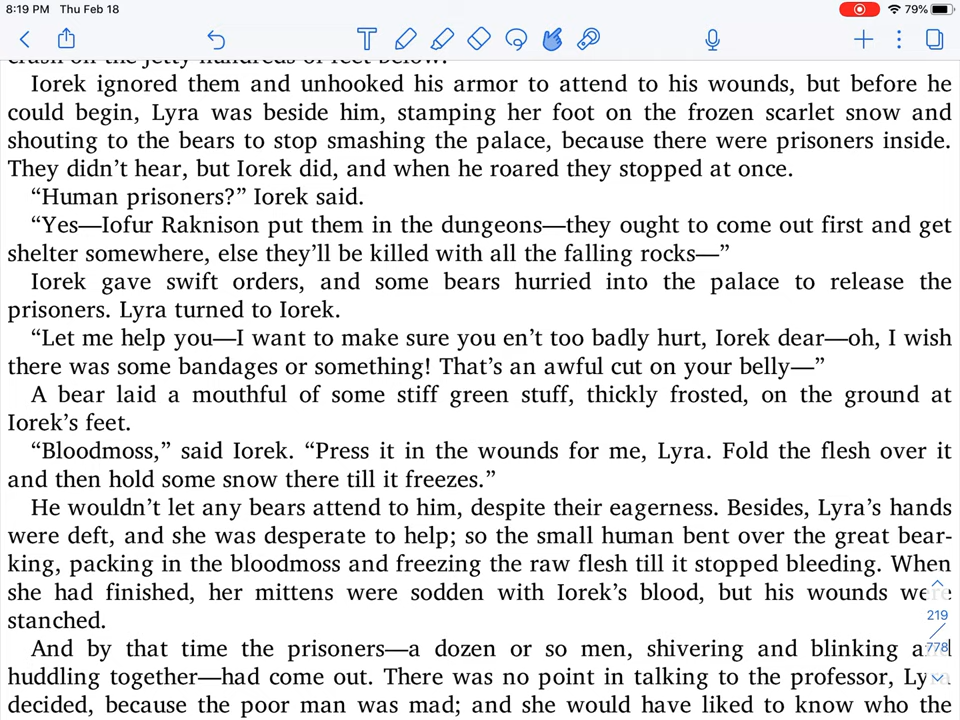 8:19 PM Thu Feb 18
79%
crash on the jetty hundreds of feet below.
Iorek ignored them and unhooked his armor to attend to his wounds, but before he
could begin, Lyra was beside him, stamping her foot on the frozen scarlet snow and
shouting to the bears to stop smashing the palace, because there were prisoners inside.
They didn’t hear, but Iorek did, and when he roared they stopped at once.
“Human prisoners?” Iorek said.
“Yes—Iofur Raknison put them in the dungeons—they ought to come out first and get
shelter somewhere, else they’ll be killed with all the falling rocks—”
Iorek gave swift orders, and some bears hurried into the palace to release the
prisoners. Lyra turned to Iorek.
“Let me help you—I want to make sure you en’t too badly hurt, Iorek dear—oh, I wish
there was some bandages or something! That’s an awful cut on your belly—”
A bear laid a mouthful of some stiff green stuff, thickly frosted, on the ground at
Iorek’s feet.
“Bloodmoss,” said Iorek. “Press it in the wounds for me, Lyra. Fold the flesh over it
and then hold some snow there till it freezes.”
He wouldn’t let any bears attend to him, despite their eagerness. Besides, Lyra’s hands
were deft, and she was desperate to help; so the small human bent over the great bear-
king, packing in the bloodmoss and freezing the raw flesh till it stopped bleeding. When
she had finished, her mittens were sodden with Iorek’s blood, but his wounds were
stanched.
And by that time the prisoners—a dozen or so men, shivering and blinking and
huddling together—had come out. There was no point in talking to the professor, Lyra
decided, because the poor man was mad; and she would have liked to know who the
219
778